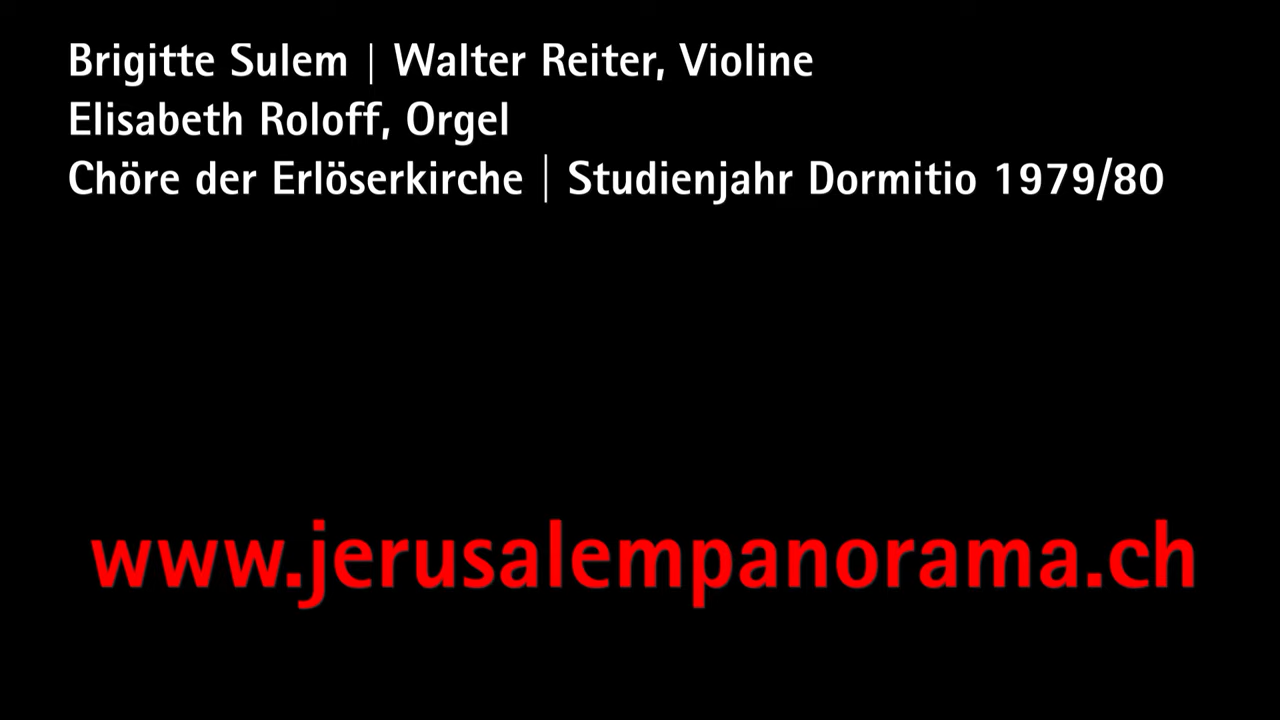 Brigitte Sulem | Walter Reiter, Violine
Elisabeth Roloff, Orgel
Chöre der Erlöserkirche | Studienjahr Dormitio 1979/80
www.jerusalempanorama.ch